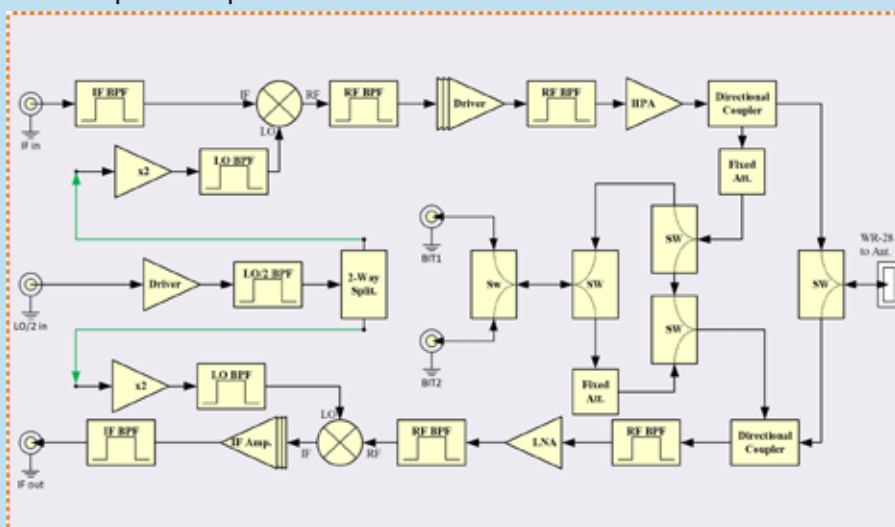 IF BPF
IF
RF
LO
RF BPF
Driver
RF BPF
HPA
Directional
Coupler
IF in
x2
LO BPF
Fixed
Att.
BIT1
SW
WR-28
to Ant.
Driver
LO/2 BPF
2-Way
Split.
Sw
SW
SW
LO/2 in
SW
BIT2
x2
LO BPF
Fixed
Att.
LO
IF BPF
IF Amp.
IF
RF
RF BPF
LNA
RF BPF
Directional
Coupler
IF out